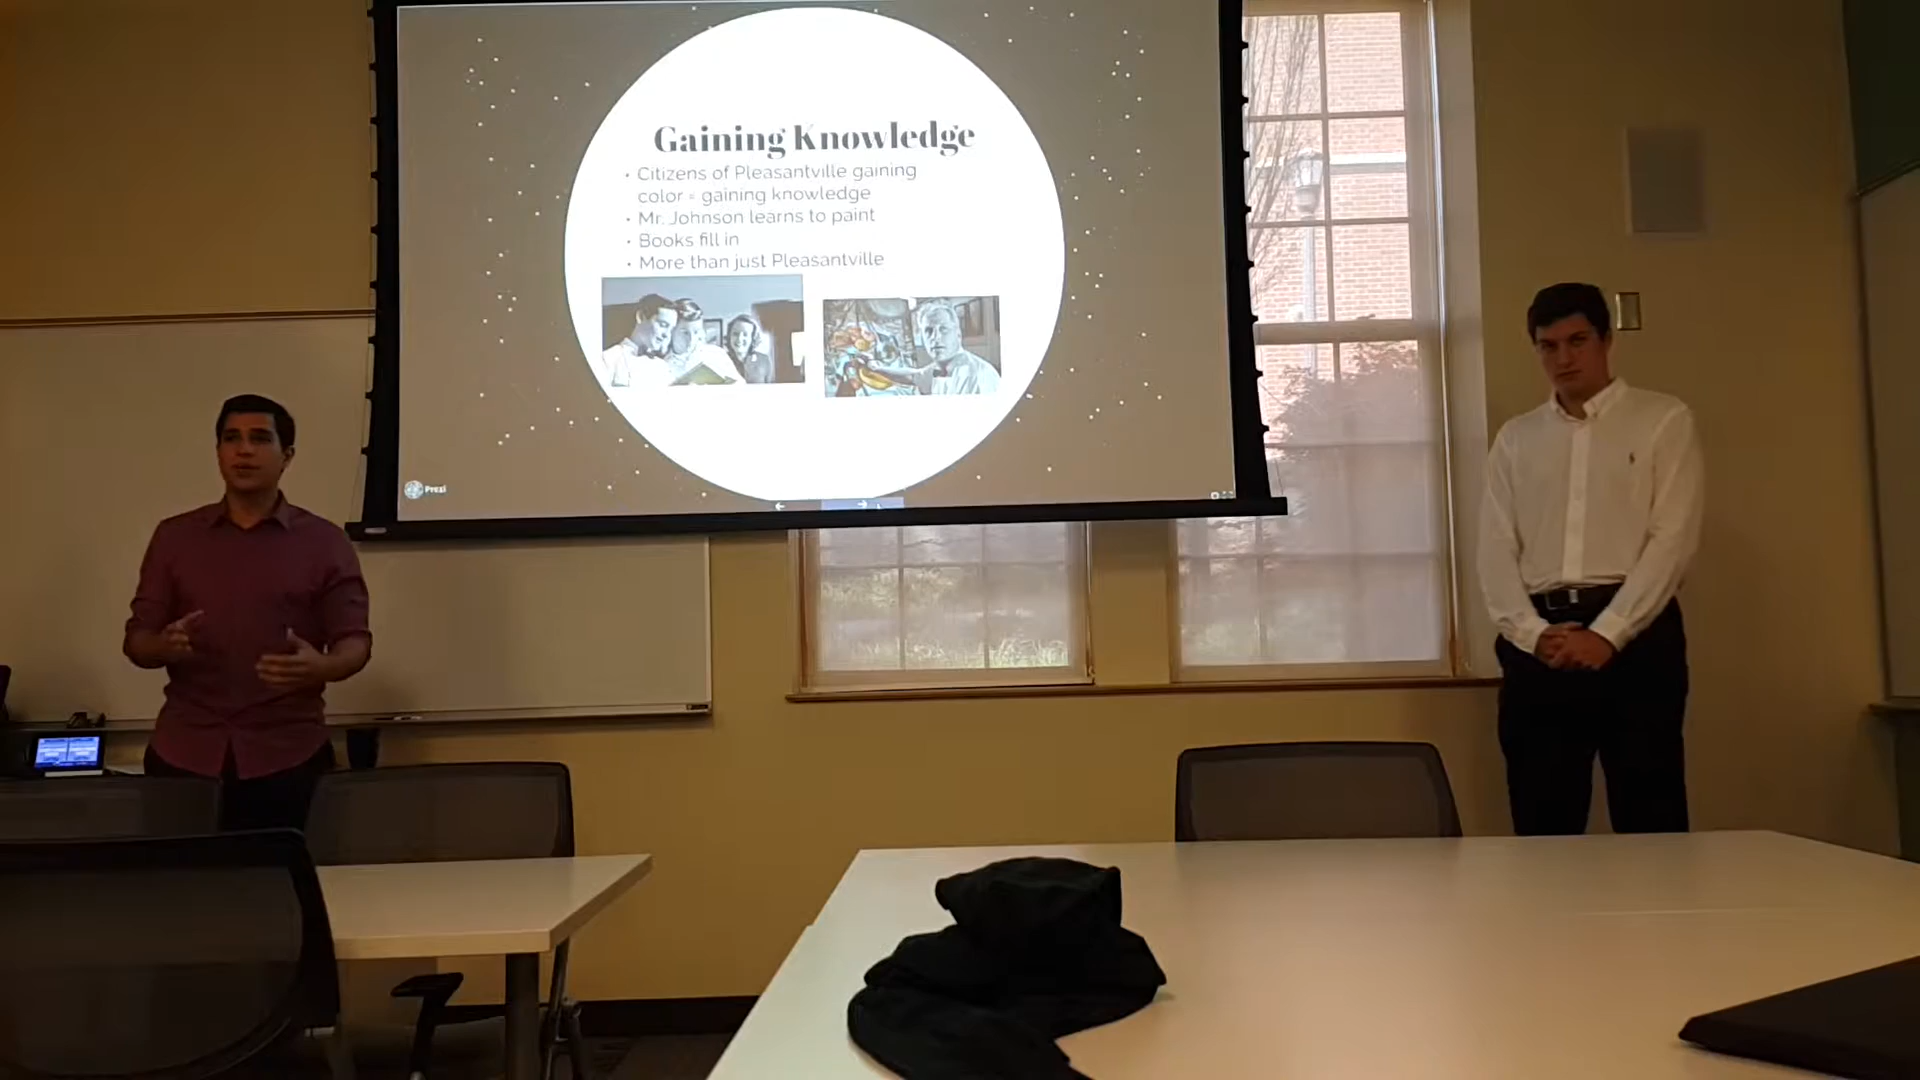 Gaining Knowledge
• Citizens of Pleasantville gaining
color = gaining knowledge
• Mr. Johnson learns to paint
• Books fill in
• More than just Pleasantville
Prezi